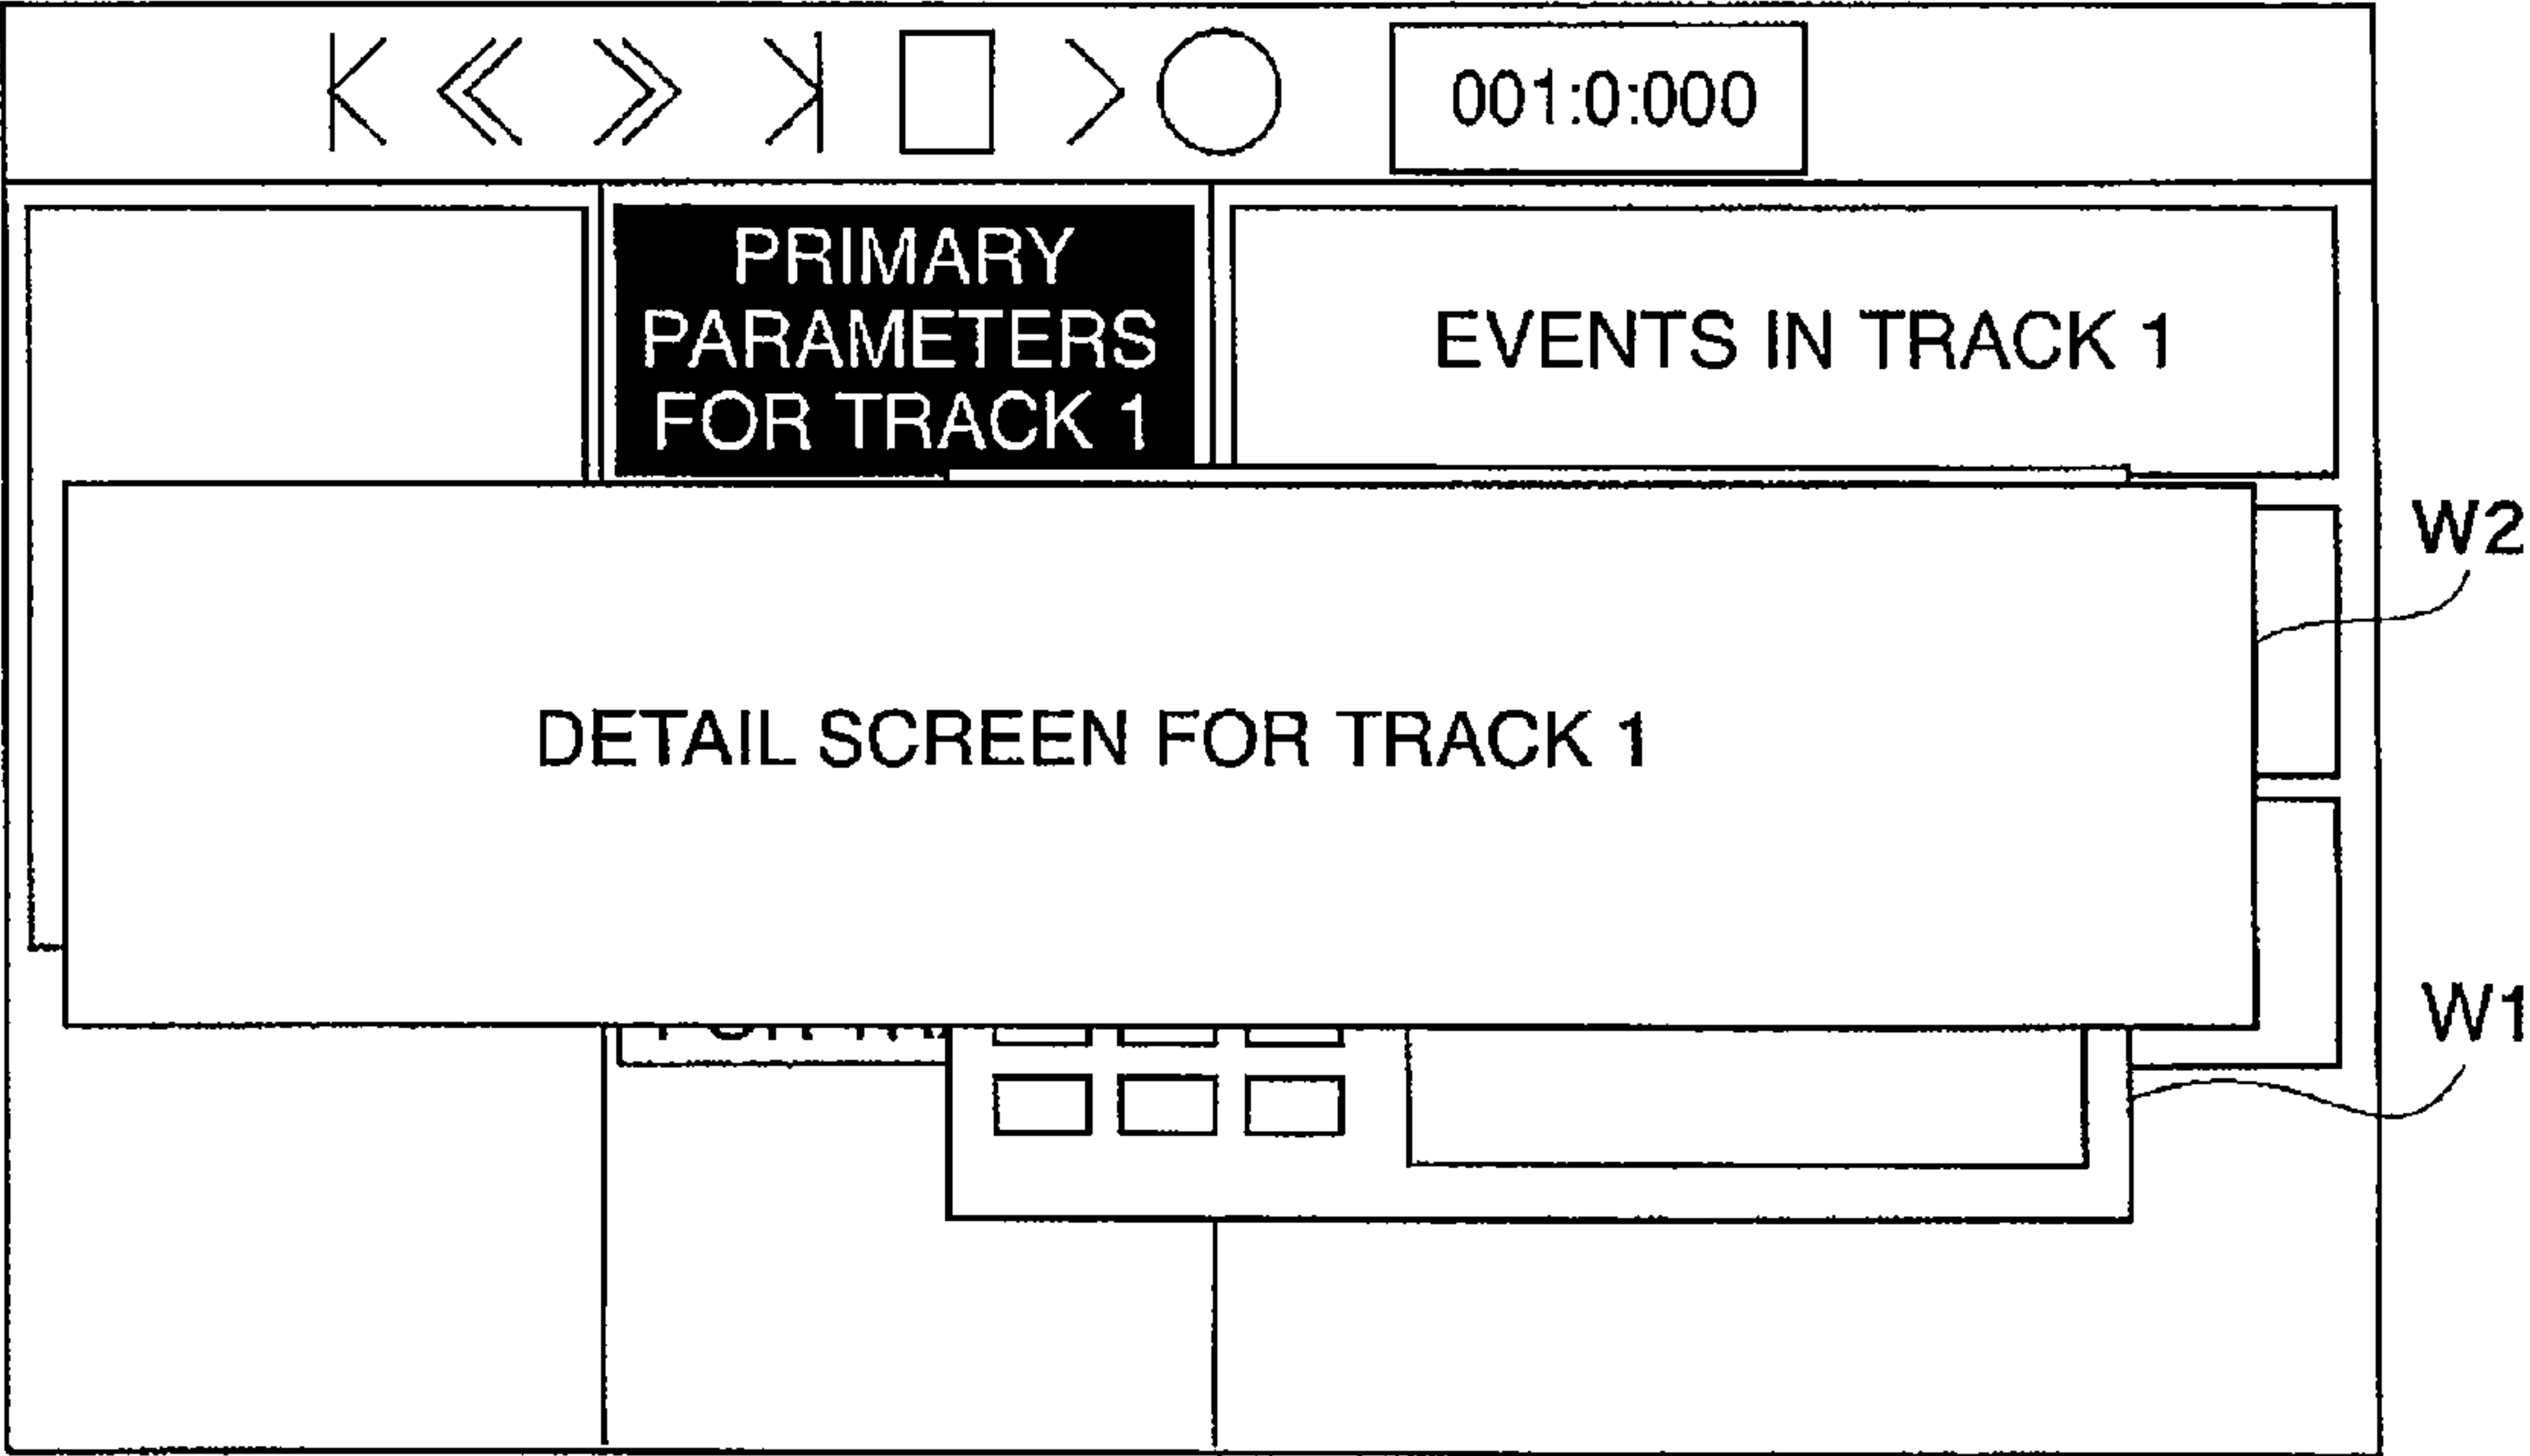 001:0:000
PRIMARY
PARAMETERS
FOR TRACK 1
EVENTS IN TRACK 1
W2
DETAIL SCREEN FOR TRACK 1
W1